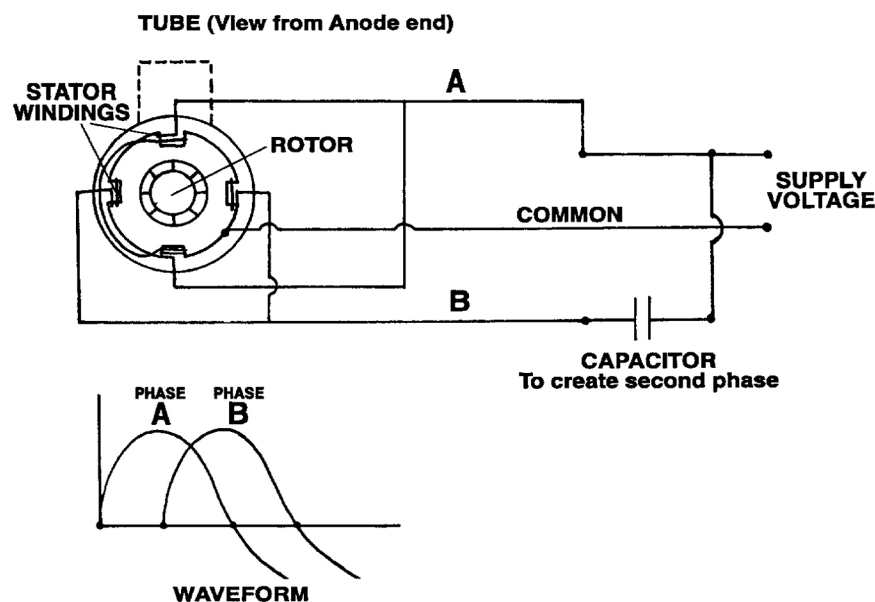 TUBE (View from Anode end)
A
STATOR
WINDINGS
ROTOR
SUPPLY
VOLTAGE
COMMON
B
CAPACITOR
To create second phase
PHASE
A
PHASE
B
WAVEFORM